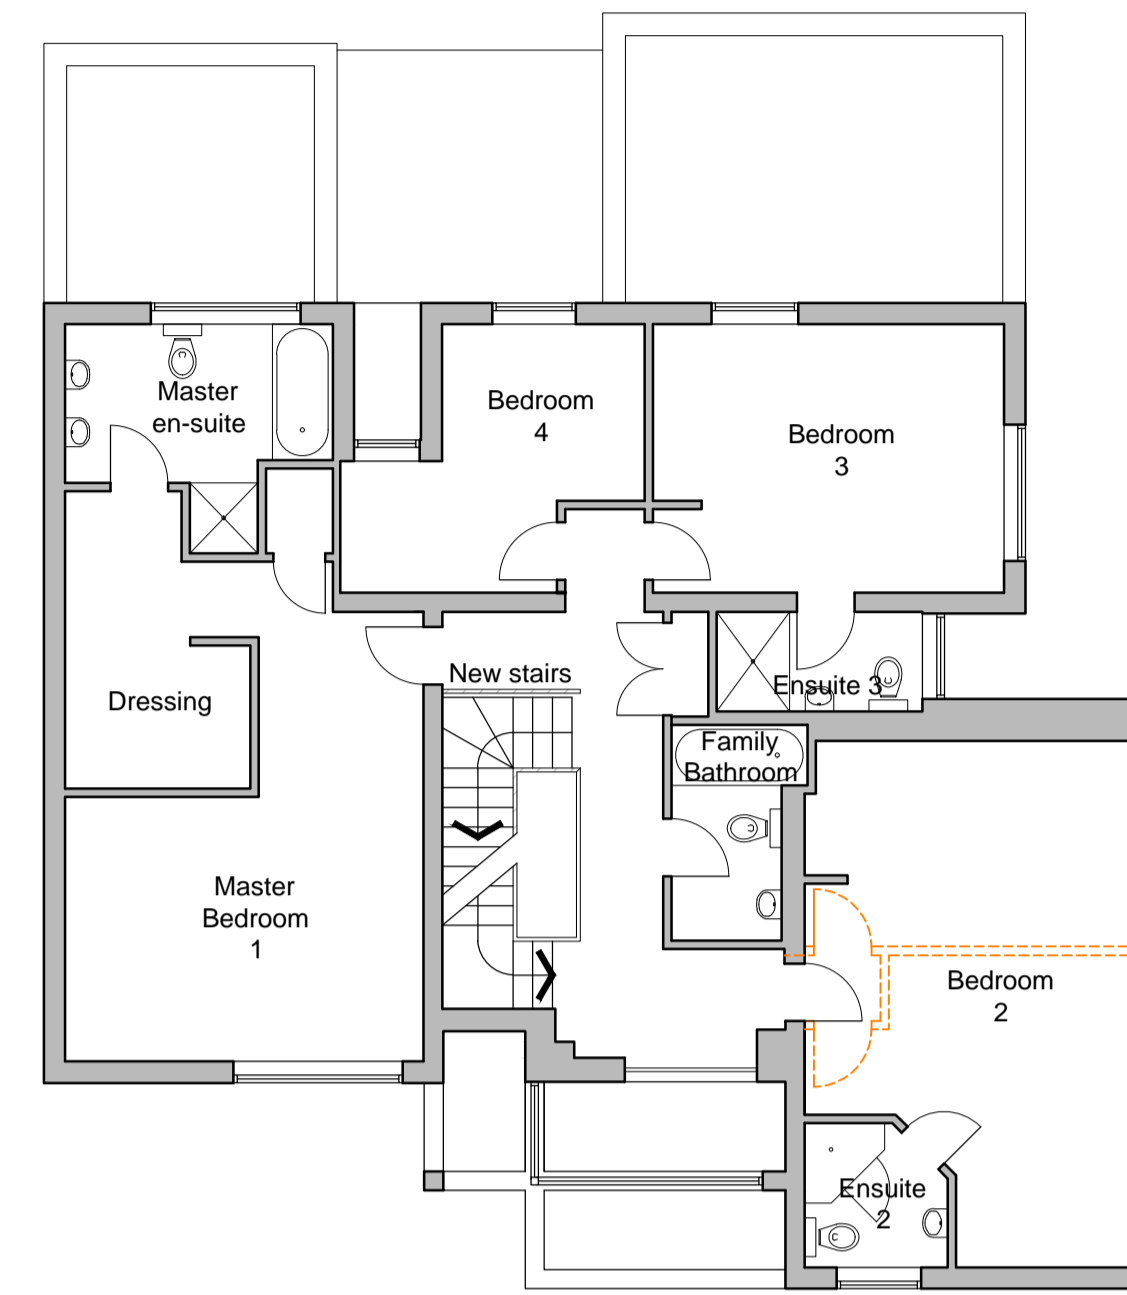 Master
en-suite
Bedroom
4
Bedroom
3
New stairs
Ensuite 3
Dressing
Family
Bathroom
Master
Bedroom
1
Bedroom
2
Ensuite
2